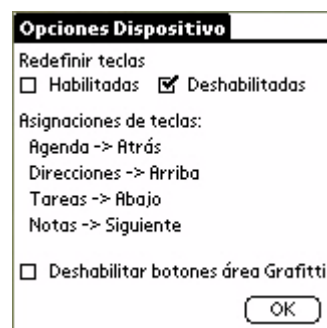 Opciones Dispositivo
Redefinir teclas
Habilitadas Deshabilitadas
Asignaciones de teclas:
Agenda -> Atrás
Direcciones -> Arriba
Tareas -> Abajo
Notas -> Siguiente
Deshabilitar botones área Grafitti
OK